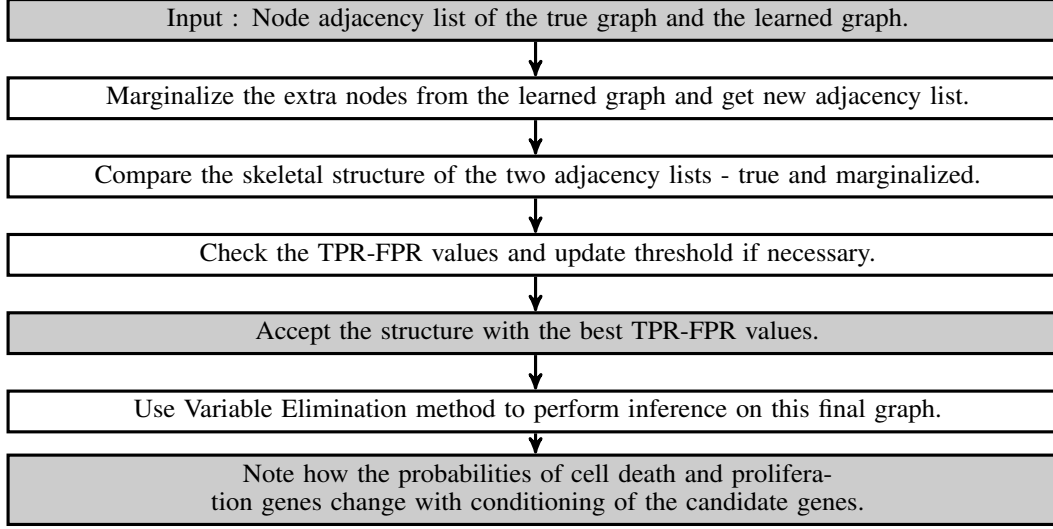 Input : Node adjacency list of the true graph and the learned graph.
Marginalize the extra nodes from the learned graph and get new adjacency list.
Compare the skeletal structure of the two adjacency lists - true and marginalized.
Check the TPR-FPR values and update threshold if necessary.
Accept the structure with the best TPR-FPR values.
Use Variable Elimination method to perform inference on this final graph.
Note how the probabilities of cell death and prolifera-
tion genes change with conditioning of the candidate genes.